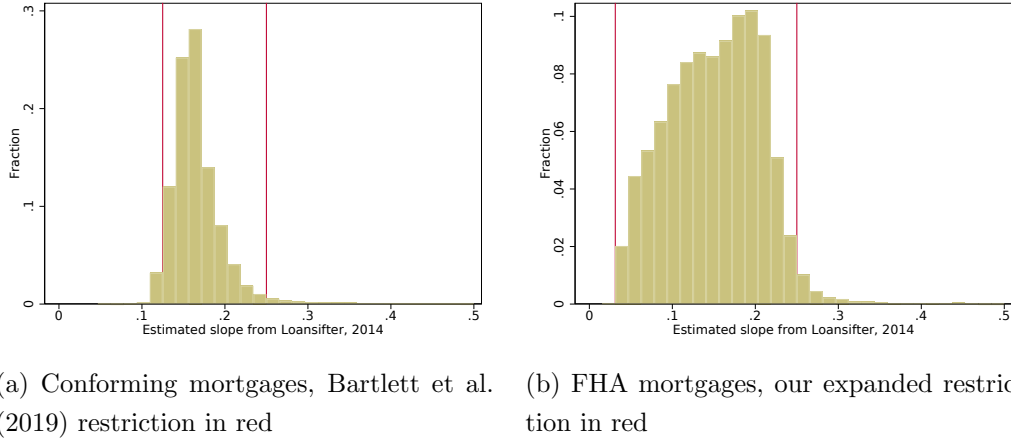 .3
.2
.1
0
Fraction
0 .1 .2 .3 .4 .5
Estimated slope from Loansifter, 2014
(a) Conforming mortgages, Bartlett et al.
(2019) restriction in red
.1
.08
.06
.04
.02
0
Fraction
0 .1 .2 .3 .4 .5
Estimated slope from Loansifter, 2014
(b) FHA mortgages, our expanded restric
tion in red